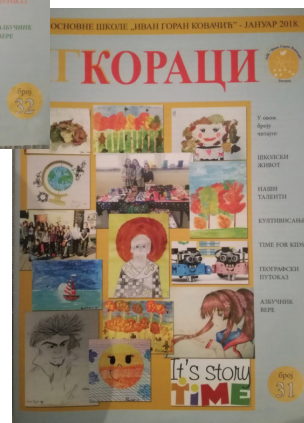 ОСНОВНЕ ШКОЛЕ „ИВАН ГОРАН КОВАЧИЋ" - ЈАНУАР 2018.
КОРАЦИ
У овом
броју
читајте
ШКОЛСКИ
ЖИВОТ
НАШИ
ТАЛЕНТИ
КУЛТИВИСАЊЕ
TIME FOR KIDS
ГЕОГРАФСКИ
ПУТОКАЗ
АЗБУЧНИК
ВЕРЕ
It's story
TIME
број
31
АЗБУЧНИК
ВЕРЕ
број
32